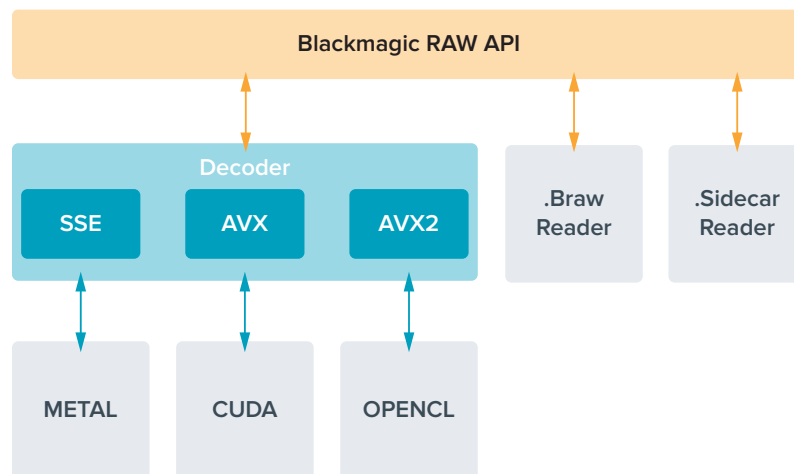 Blackmagic RAW API
Decoder
SSE
AVX
AVX2
.Braw
Reader
.Sidecar
Reader
METAL
CUDA
OPENCL